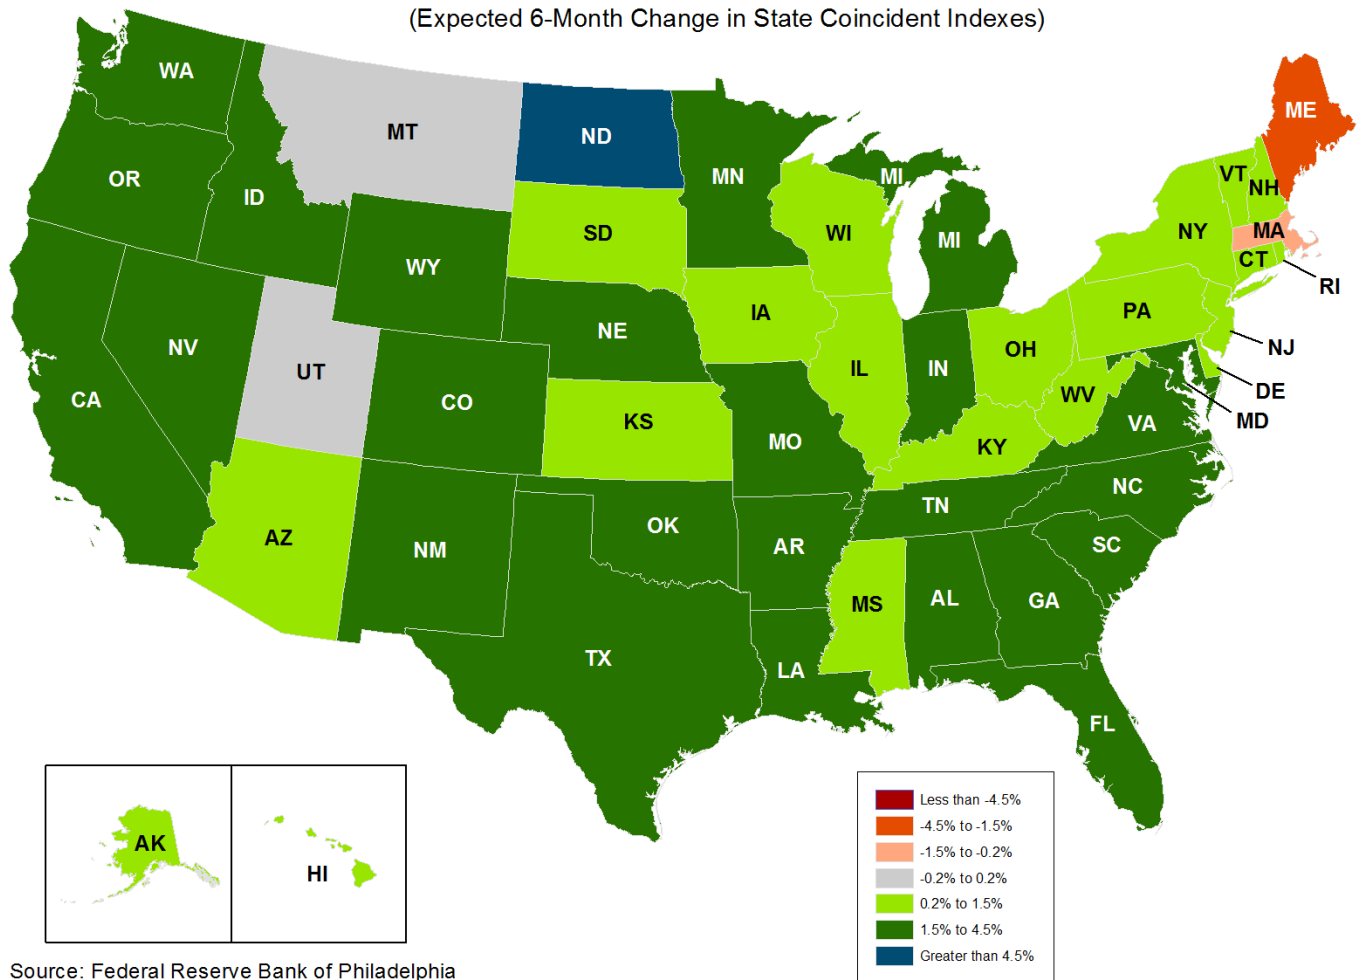 (Expected 6-Month Change in State Coincident Indexes)
WA
MT
ND
ME
OR
ID
MN
MI
VT
NH
SD
WI
MI
NY
MA
WY
CT
RI
IA
PA
NE
NV
OH
NJ
UT
IL
IN
CA
CO
WV
DE
KS
MD
MO
VA
KY
NC
AZ
TN
OK
NM
AR
SC
MS
AL
GA
TX
LA
FL
AK
HI
Less than -4.5%
-4.5% to -1.5%
-1.5% to -0.2%
-0.2% to 0.2%
0.2% to 1.5%
1.5% to 4.5%
Greater than 4.5%
Source: Federal Reserve Bank of Philadelphia